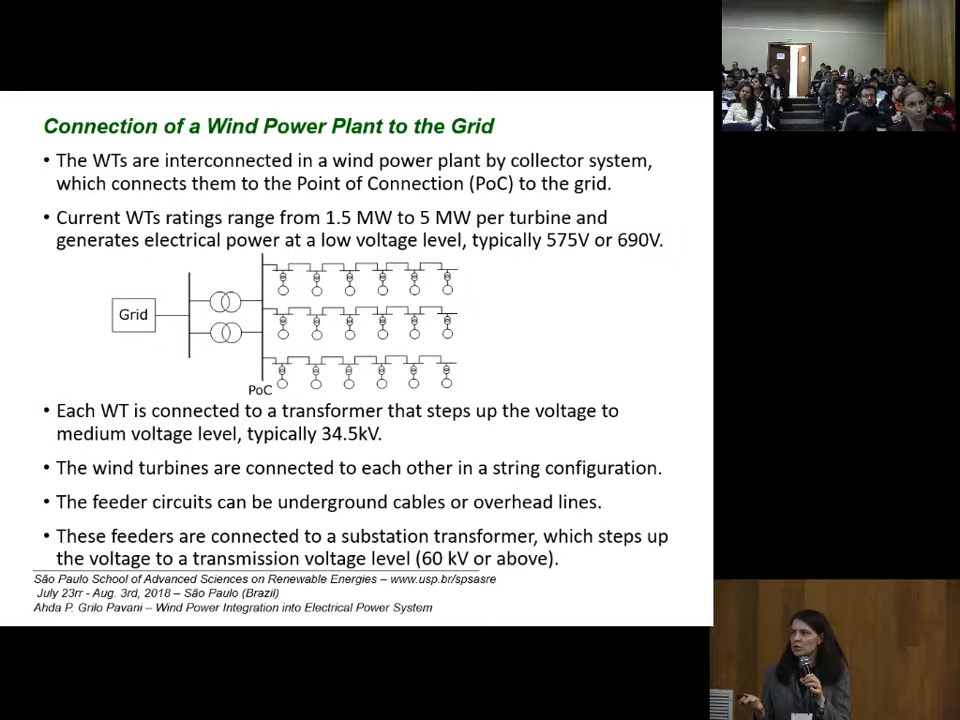 Connection of a Wind Power Plant to the Grid
• The WTs are interconnected in a wind power plant by collector system,
which connects them to the Point of Connection (PoC) to the grid.
• Current WTs ratings range from 1.5 MW to 5 MW per turbine and
generates electrical power at a low voltage level, typically 575V or 690V.
Grid
PoC
• Each WT is connected to a transformer that steps up the voltage to
medium voltage level, typically 34.5kV.
• The wind turbines are connected to each other in a string configuration.
• The feeder circuits can be underground cables or overhead lines.
• These feeders are connected to a substation transformer, which steps up
the voltage to a transmission voltage level (60 kV or above).
São Paulo School of Advanced Sciences on Renewable Energies – www.usp.br/spsasre
July 23rr - Aug. 3rd, 2018 – São Paulo (Brazil)
Ahda P. Grilo Pavani – Wind Power Integration into Electrical Power System